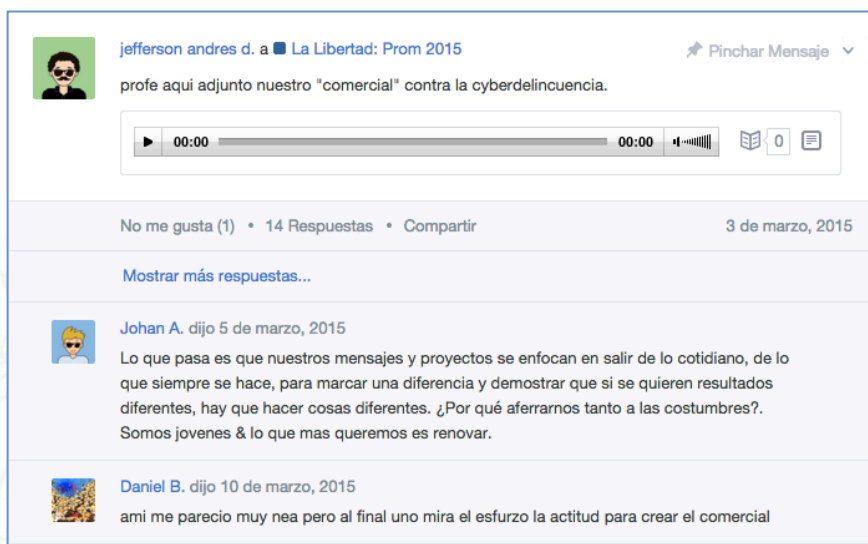 jefferson andres d. a La Libertad: Prom 2015
Pinchar Mensaje
profe aqui adjunto nuestro "comercial" contra la cyberdelincuencia.
00:00 00:00 0
No me gusta (1) • 14 Respuestas • Compartir 3 de marzo, 2015
Mostrar más respuestas...
Johan A. dijo 5 de marzo, 2015
Lo que pasa es que nuestros mensajes y proyectos se enfocan en salir de lo cotidiano, de lo
que siempre se hace, para marcar una diferencia y demostrar que si se quieren resultados
diferentes, hay que hacer cosas diferentes. ¿Por qué aferrarnos tanto a las costumbres?.
Somos jovenes & lo que mas queremos es renovar.
Daniel B. dijo 10 de marzo, 2015
ami me parecio muy nea pero al final uno mira el esfurzo la actitud para crear el comercial